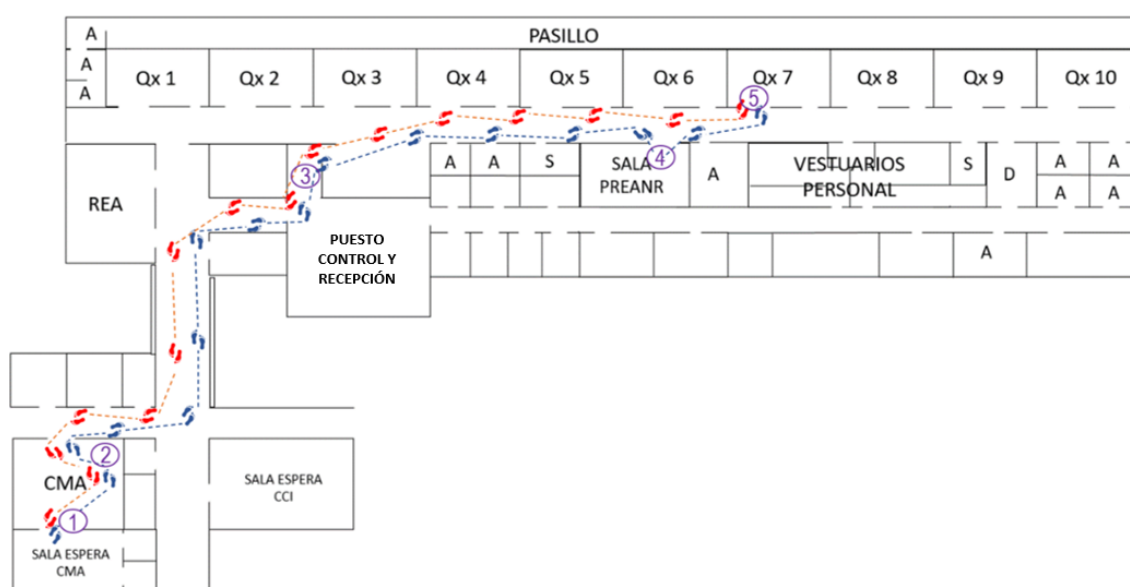 PASILLO
A
A
A
Qx 1
Qx 2
Qx 3
Qx 4
Qx 5
Qx 6
Qx 7
Qx 8
Qx 9
Qx 10
5
4
3
REA
A
A
S
SALA
PREANR
A
VESTUARIOS
PERSONAL
S
D
A
A
A
A
PUESTO
CONTROL Y
RECEPCIÓN
A
2
CMA
1
SALA ESPERA
CCI
SALA ESPERA
CMA